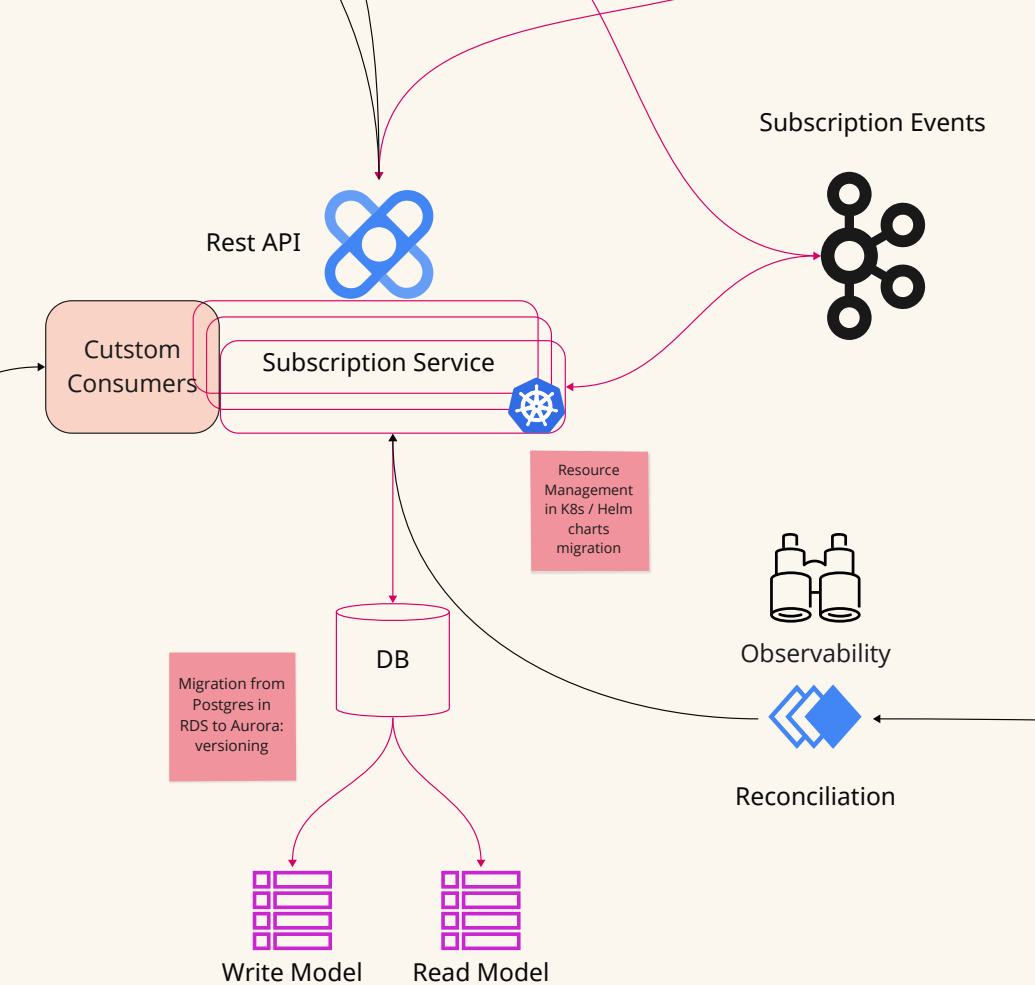 Subscription Events
Rest API
Cutstom
Consumers
Subscription Service
Resource
Management
in K8s / Helm
charts
migration
Observability
DB
Migration from
Postgres in
RDS to Aurora:
versioning
Reconciliation
Write Model
Read Model